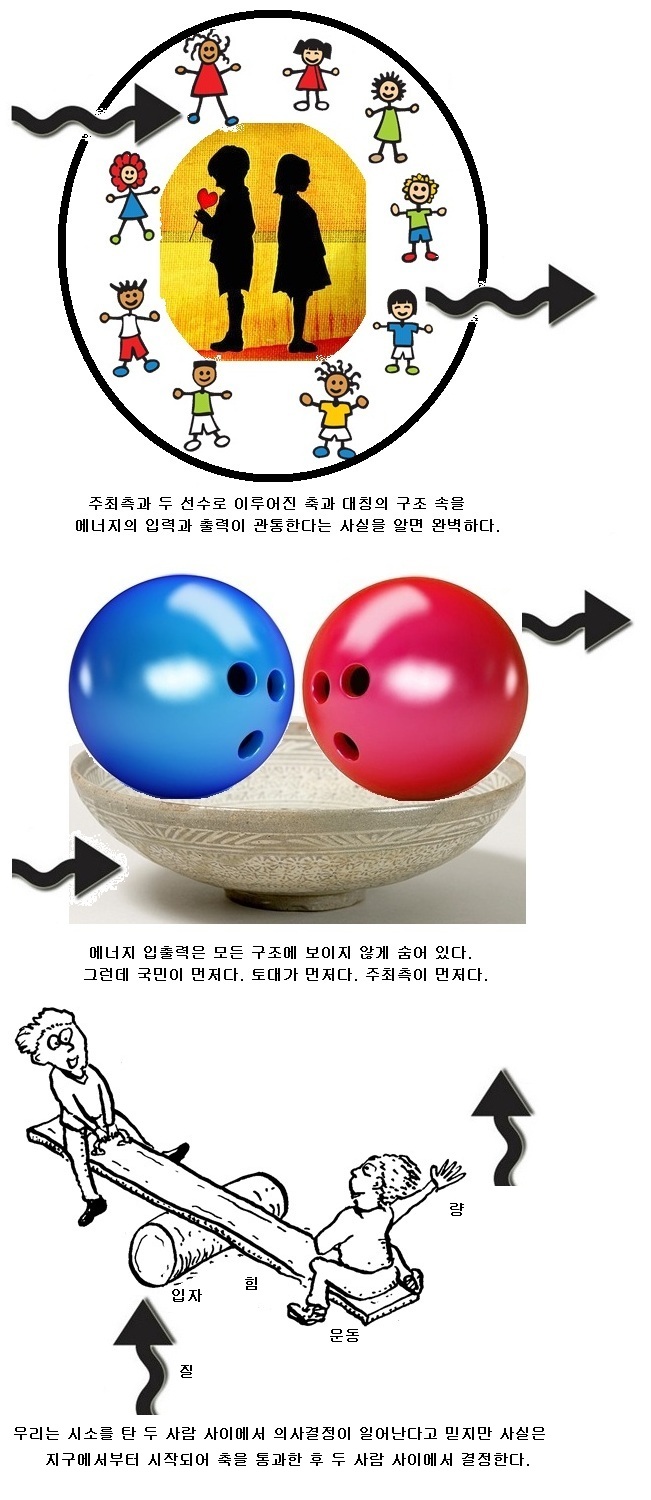 주최측과 두 선수로 이루어진 축과 대칭의 구조 속을
에너지의 입력과 출력이 관통한다는 사실을 알면 완벽하다.
에너지 입출력은 모든 구조에 보이지 않게 숨어 있다.
그런데 국민이 먼저다. 토대가 먼저다. 주최측이 먼저다.
량
힘
입자
운동
질
우리는 시소를 탄 두 사람 사이에서 의사결정이 일어난다고 믿지만 사실은
지구에서부터 시작되어 축을 통과한 후 두 사람 사이에서 결정한다.